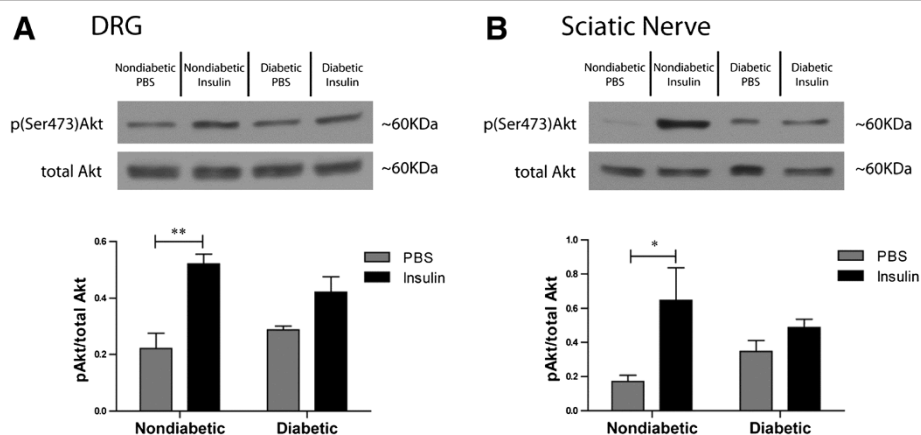 A DRG
Nondiabetic PBS
Nondiabetic Insulin
Diabetic PBS
Diabetic Insulin
p(Ser473)Akt ~60KDa
total Akt ~60KDa
**
0.6
0.4
0.2
0.0
pAkt/total Akt
PBS
Insulin
Nondiabetic Diabetic
B Sciatic Nerve
Nondiabetic PBS
Nondiabetic Insulin
Diabetic PBS
Diabetic Insulin
p(Ser473)Akt ~60KDa
total Akt ~60KDa
*
1.0
0.8
0.6
0.4
0.2
0.0
pAkt/total Akt
PBS
Insulin
Nondiabetic Diabetic